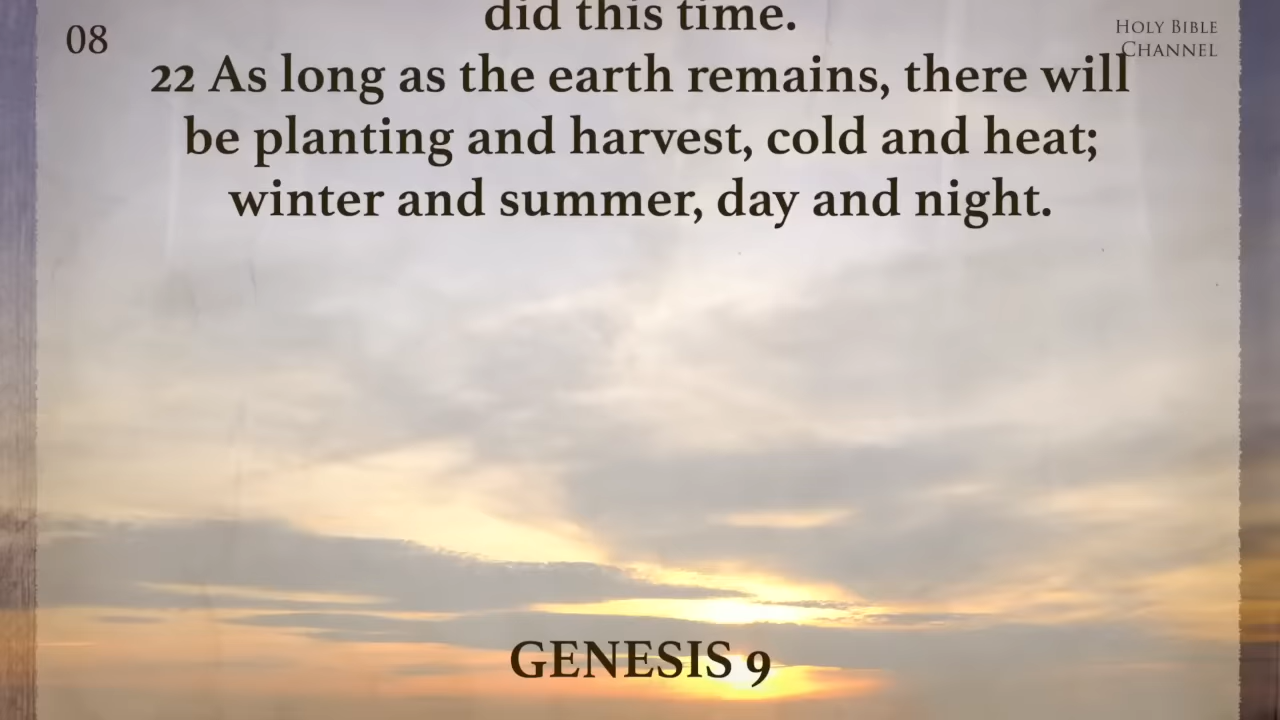 did this time.
08
HOLY BIBLE
CHANNEL
22 As long as the earth remains, there will
be planting and harvest, cold and heat;
winter and summer, day and night.
GENESIS 9